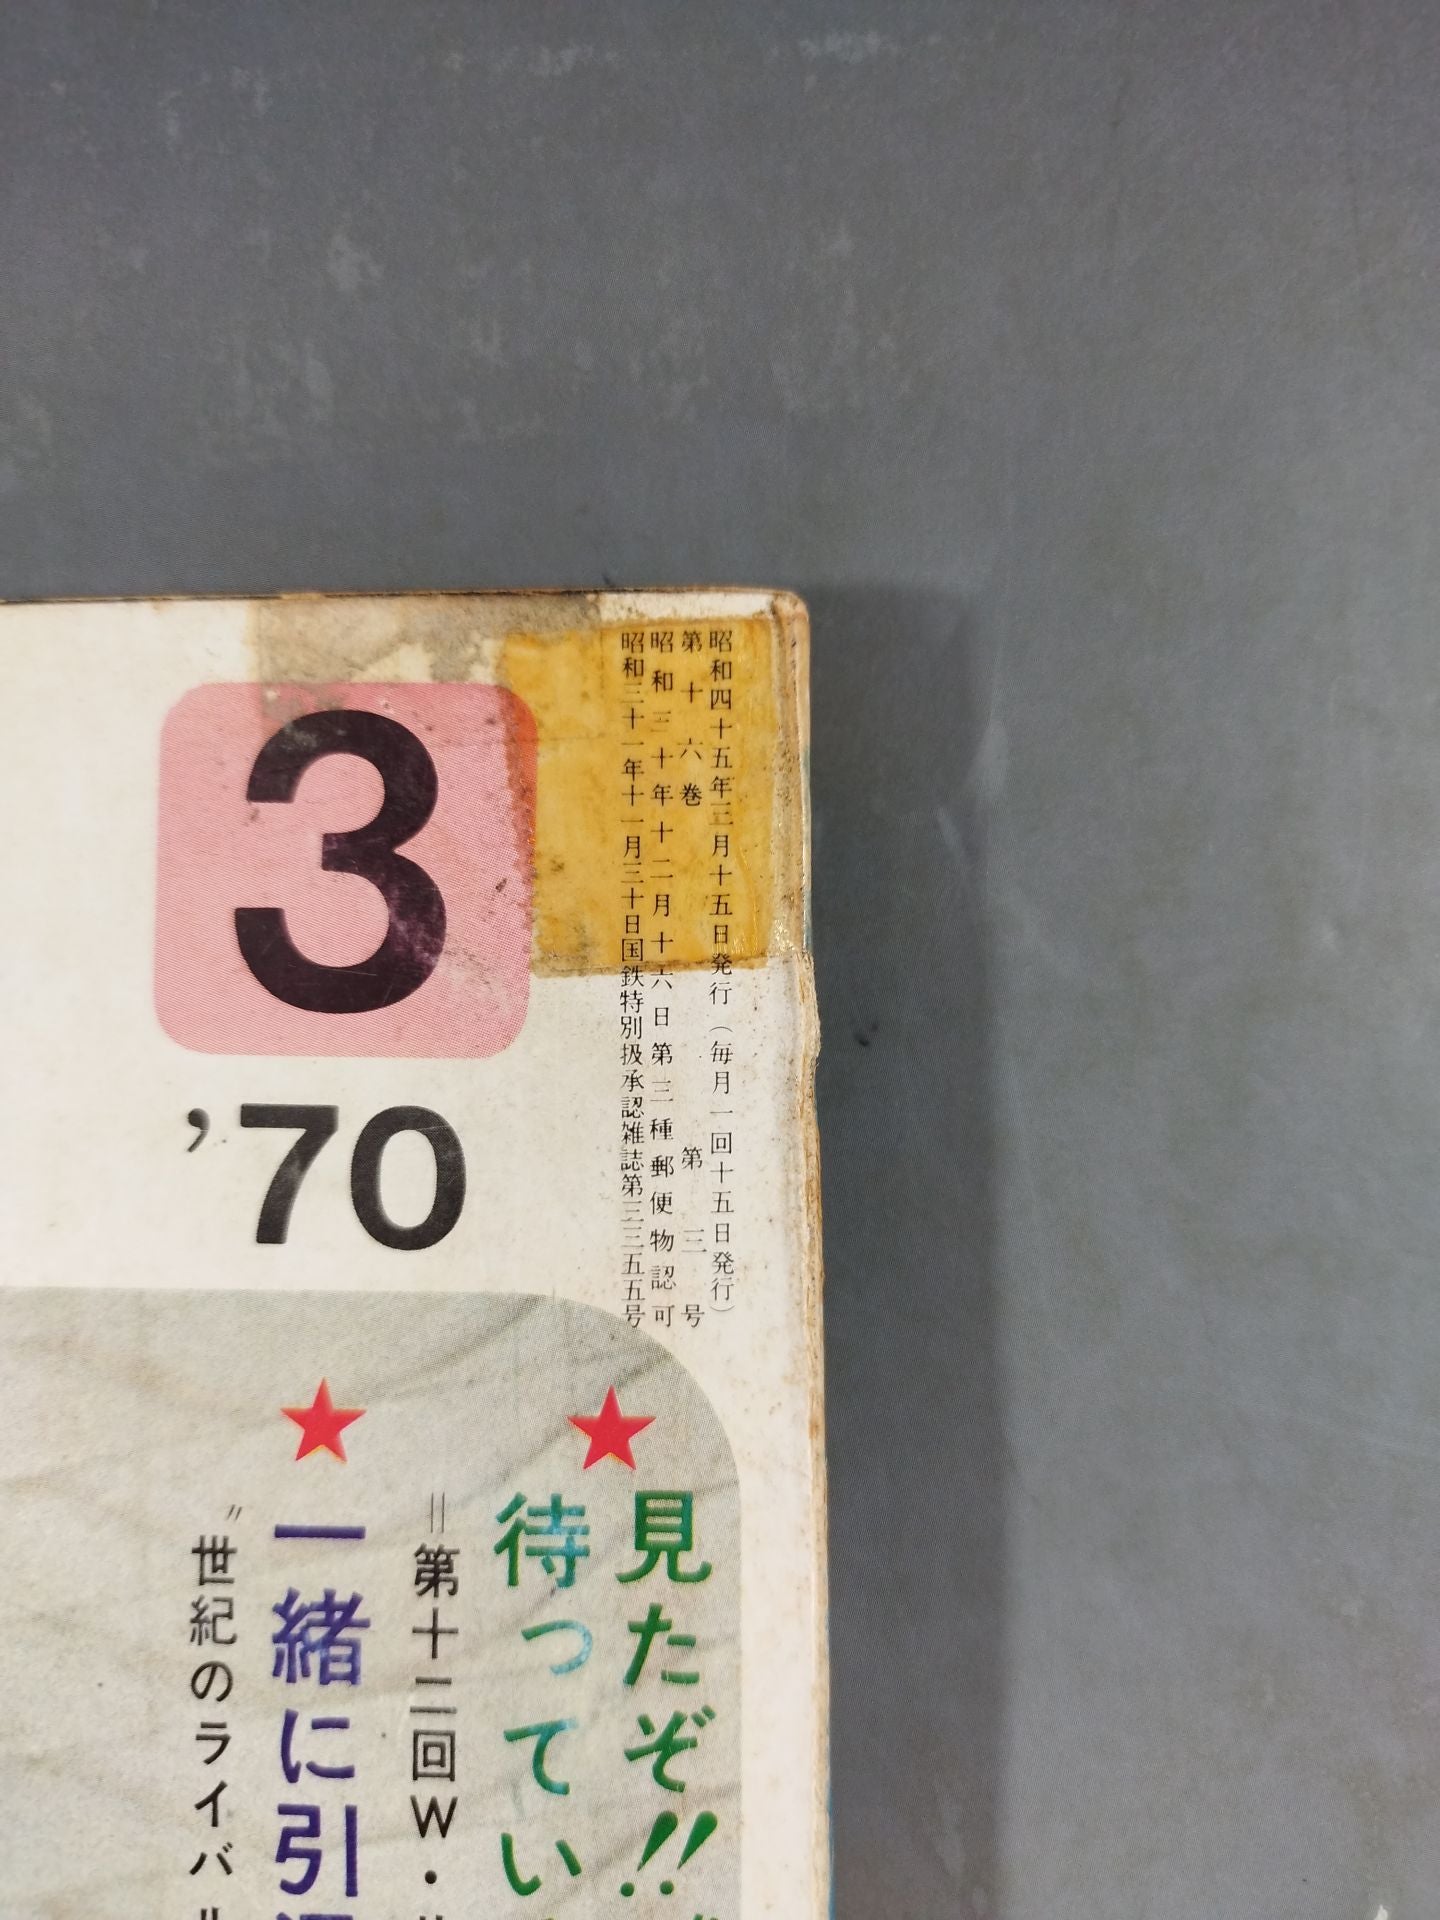 昭和四十五年三月十五日発行（毎月一回十五日発行）
第十六巻 第三号
昭和三十年十二月十六日第三種郵便物認可
昭和三十一年十一月三十日国鉄特別扱承認雑誌第三三五五号
3
'70
★見たぞ!!
待ってい
=第十二回W・
★一緒に引
〃世紀のライバル